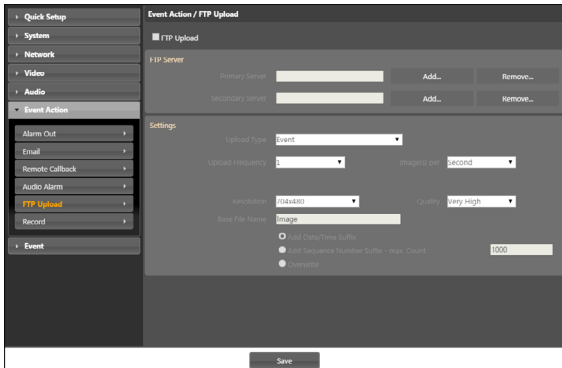 Quick Setup
System
Network
Video
Audio
Event Action
Alarm Out
Email
Remote Callback
Audio Alarm
FTP Upload
Record
Event
Event Action / FTP Upload
FTP Upload
FTP Server
Primary Server Add... Remove...
Secondary Server Add... Remove...
Settings
Upload Type Event
Upload Frequency 1 Image(s) per Second
Resolution 704x480 Quality Very High
Base File Name Image
Add Date/Time Suffix
Add Sequence Number Suffix - max. Count 1000
Overwrite
Save